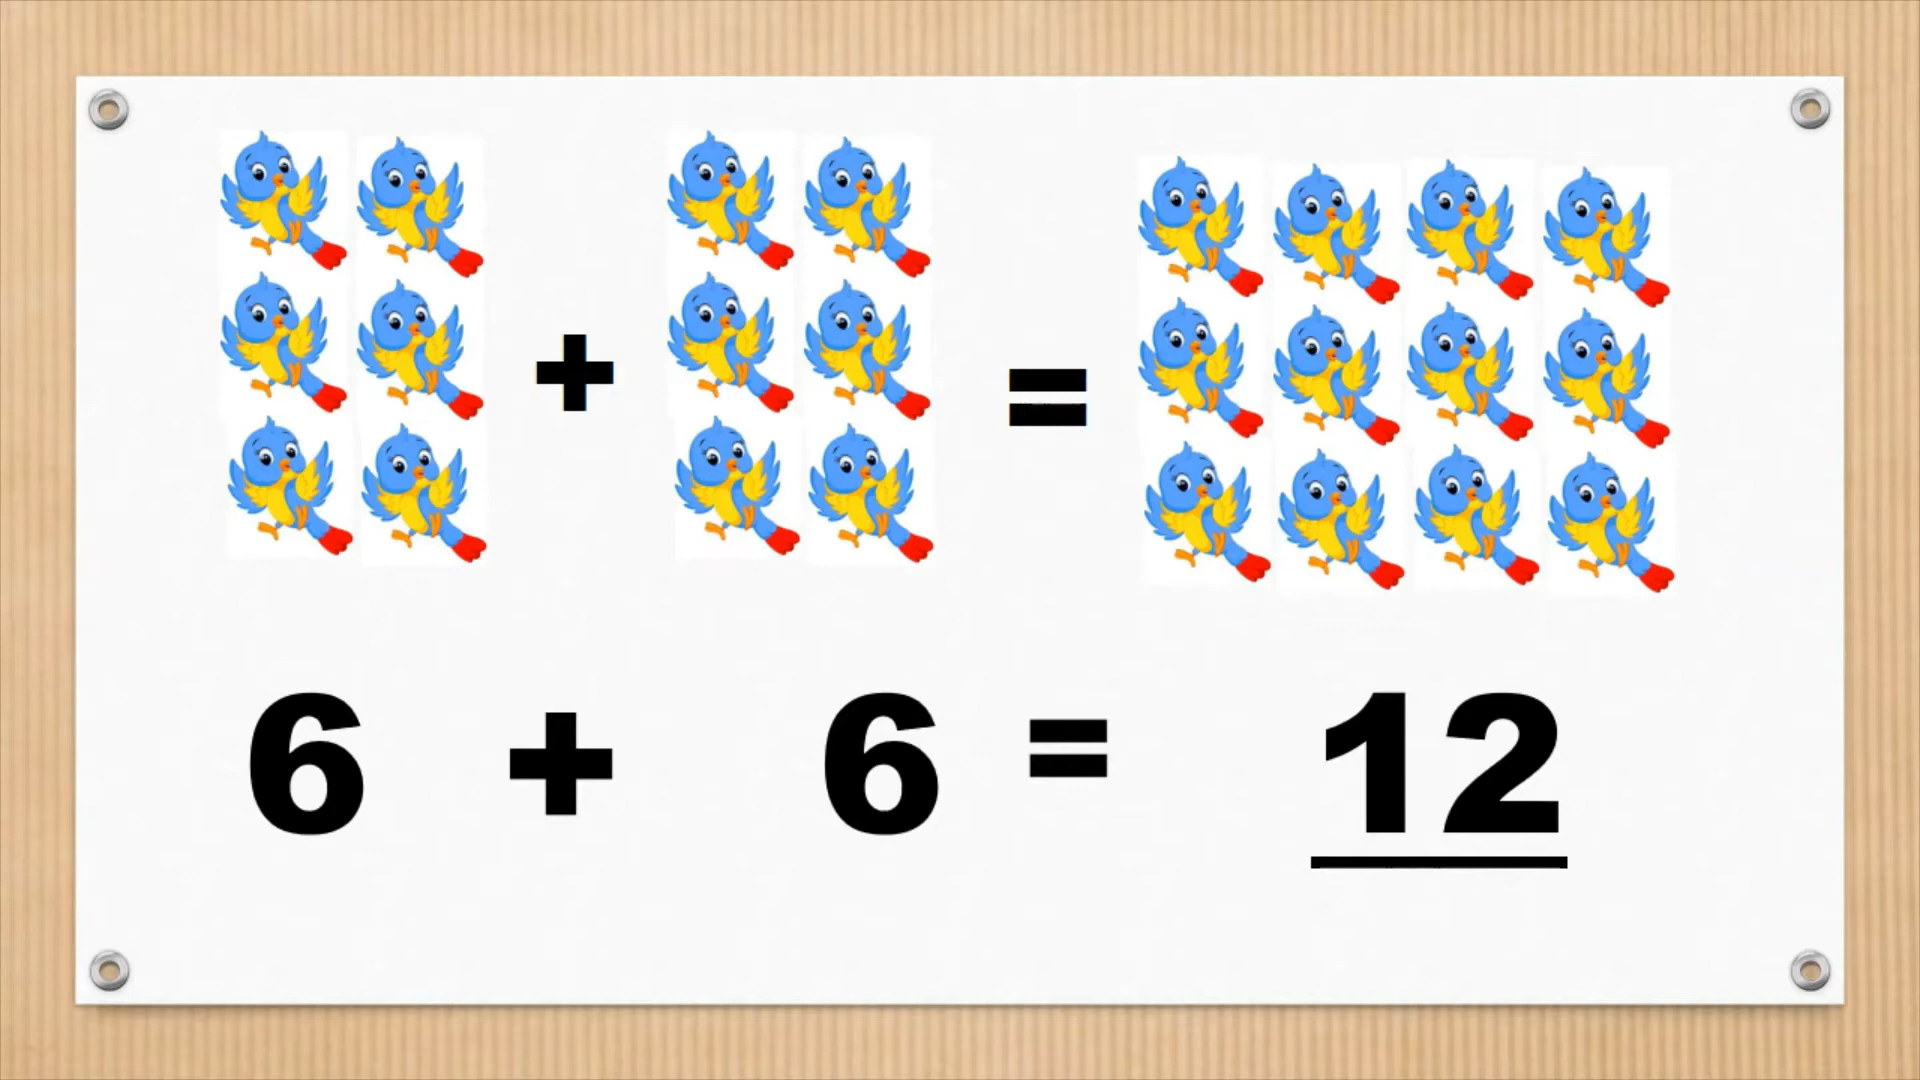 + =
6 + 6 = 12